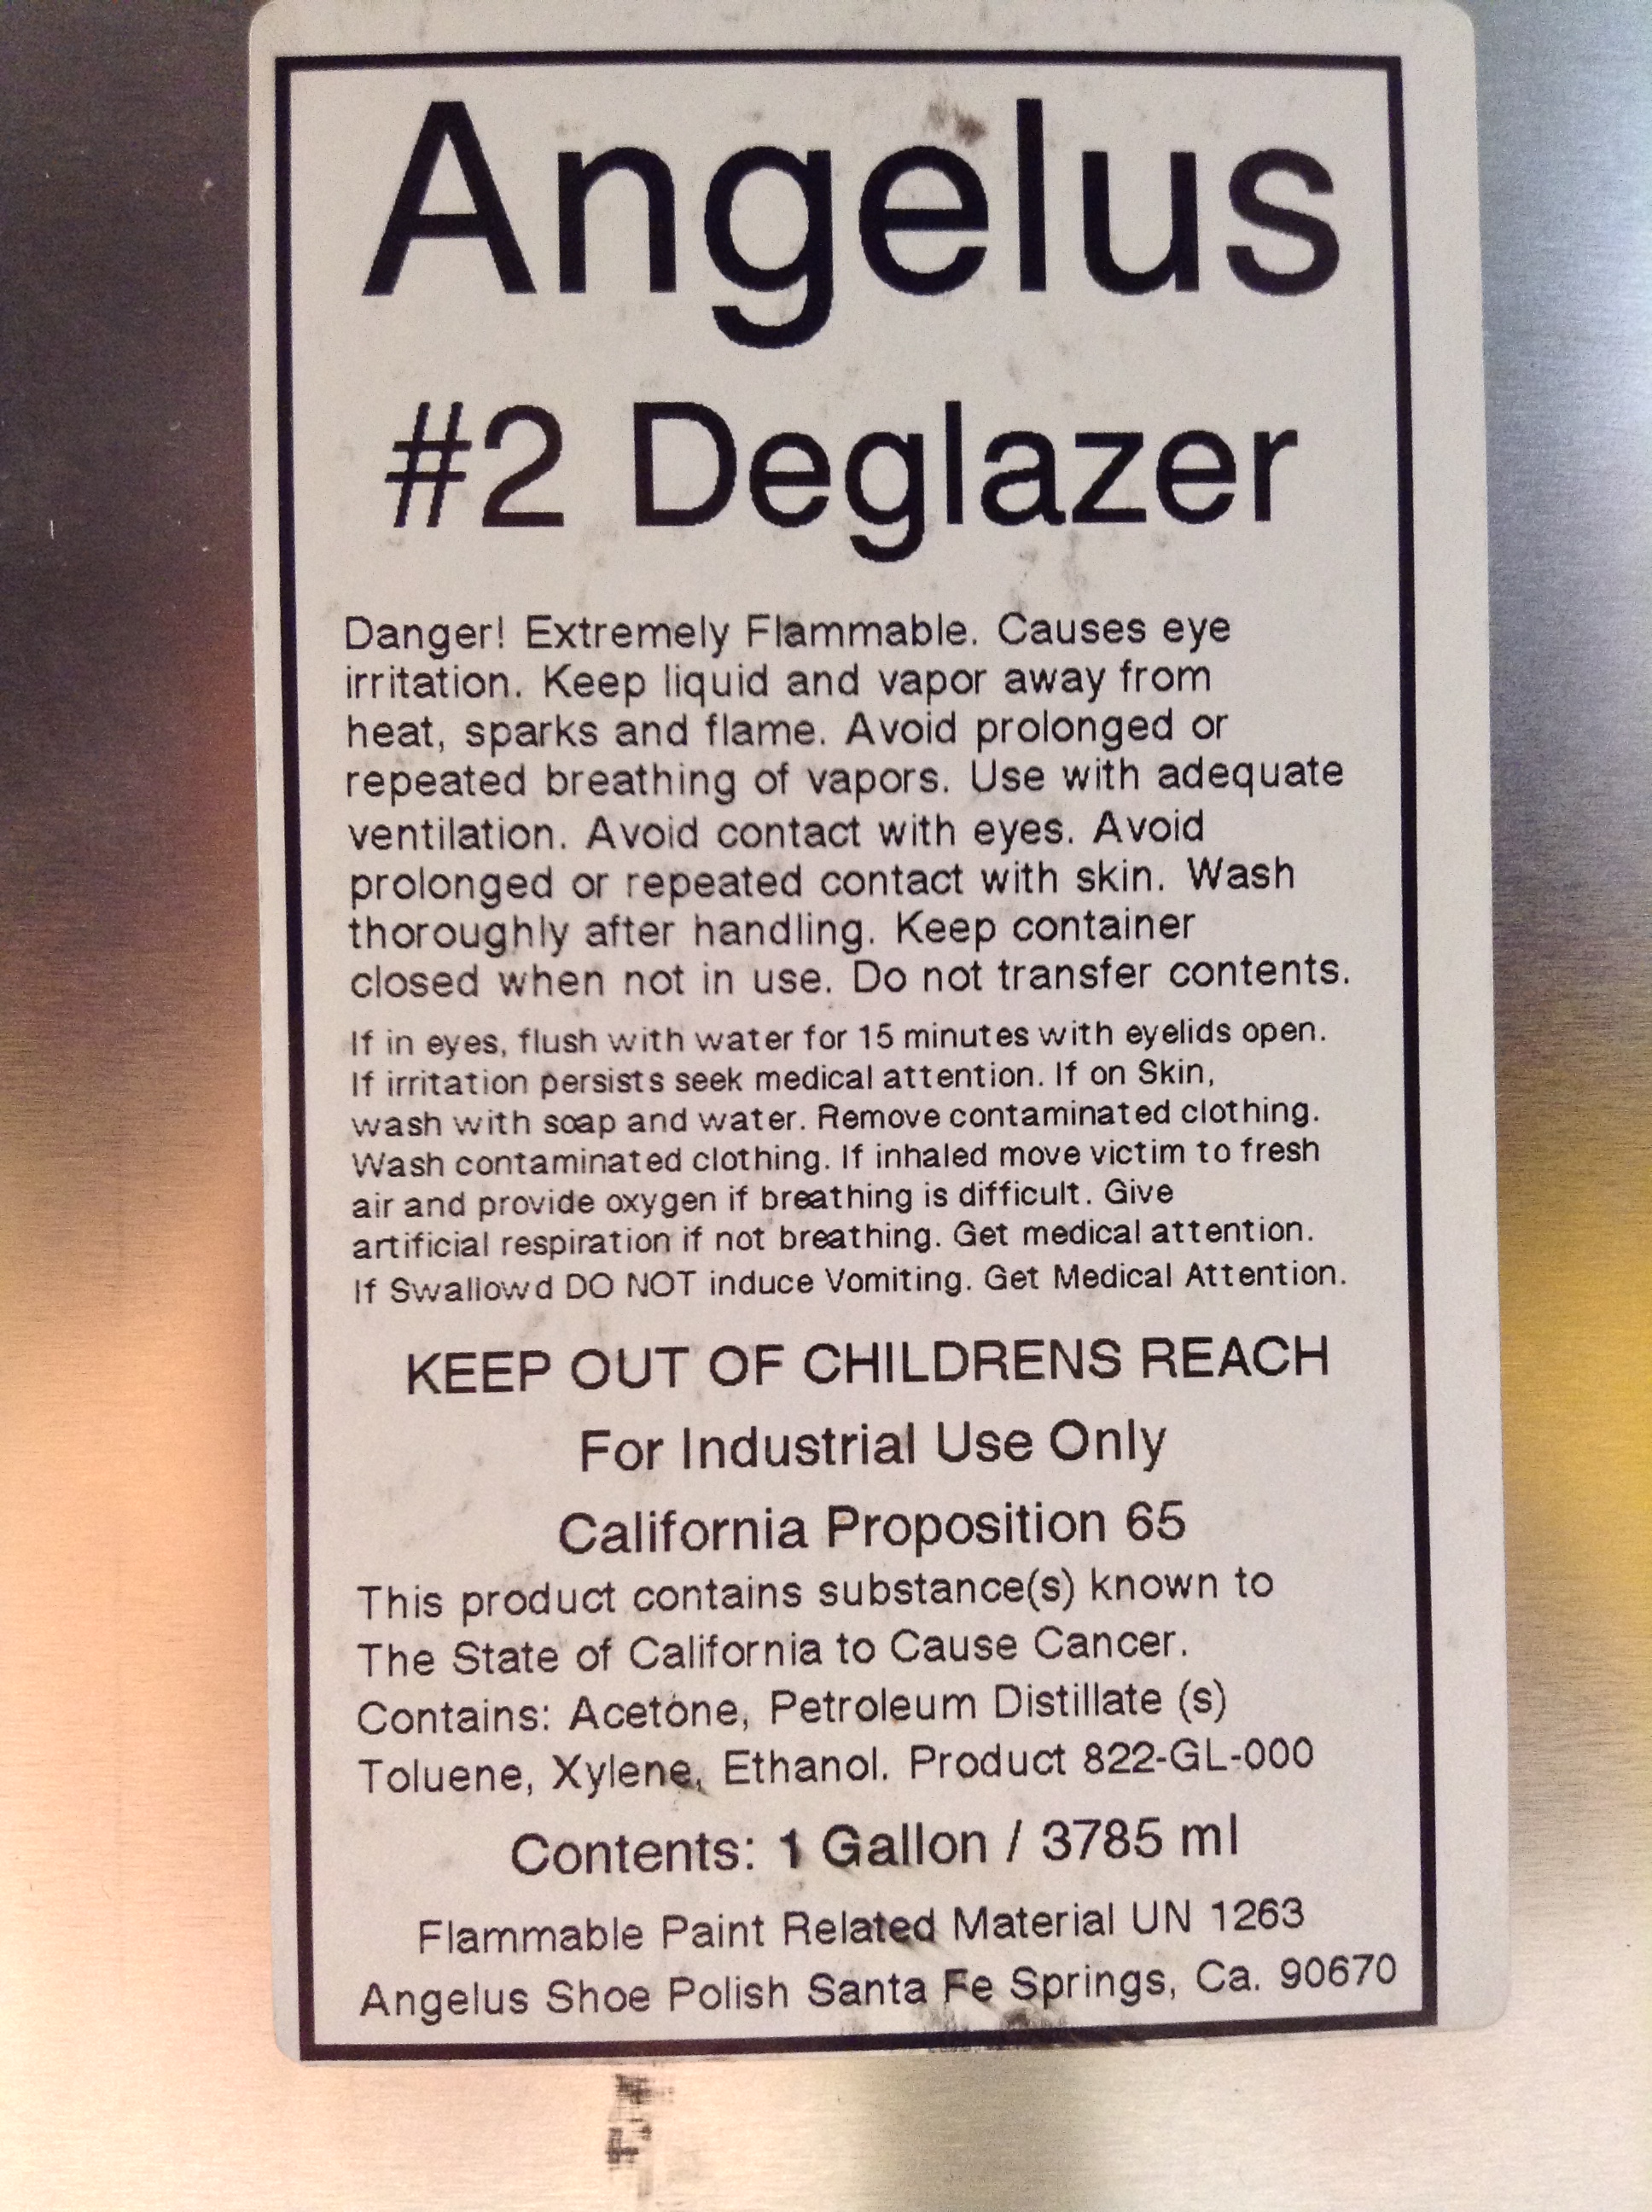 Angelus
#2 Deglazer
Danger! Extremely Flammable. Causes eye
irritation. Keep liquid and vapor away from
heat, sparks and flame. Avoid prolonged or
repeated breathing of vapors. Use with adequate
ventilation. Avoid contact with eyes. Avoid
prolonged or repeated contact with skin. Wash
thoroughly after handling. Keep container
closed when not in use. Do not transfer contents.
If in eyes, flush with water for 15 minutes with eyelids open.
If irritation persists seek medical attention. If on Skin,
wash with soap and water. Remove contaminated clothing.
Wash contaminated clothing. If inhaled move victim to fresh
air and provide oxygen if breathing is difficult. Give
artificial respiration if not breathing. Get medical attention.
If Swallowd DO NOT induce Vomiting. Get Medical Attention.
KEEP OUT OF CHILDRENS REACH
For Industrial Use Only
California Proposition 65
This product contains substance(s) known to
The State of California to Cause Cancer.
Contains: Acetone, Petroleum Distillate (s)
Toluene, Xylene, Ethanol. Product 822-GL-000
Contents: 1 Gallon / 3785 ml
Flammable Paint Related Material UN 1263
Angelus Shoe Polish Santa Fe Springs, Ca. 90670